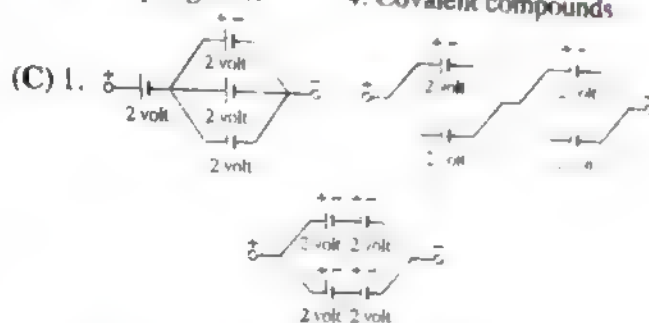 4. Covalent compounds
(C) 1.
+ -
2 volt
+
-
2 volt
2 volt
2 volt
+ -
+ -
+
2 volt
-
+ - + -
2 volt 2 volt
+
-
+ - + -
2 volt 2 volt